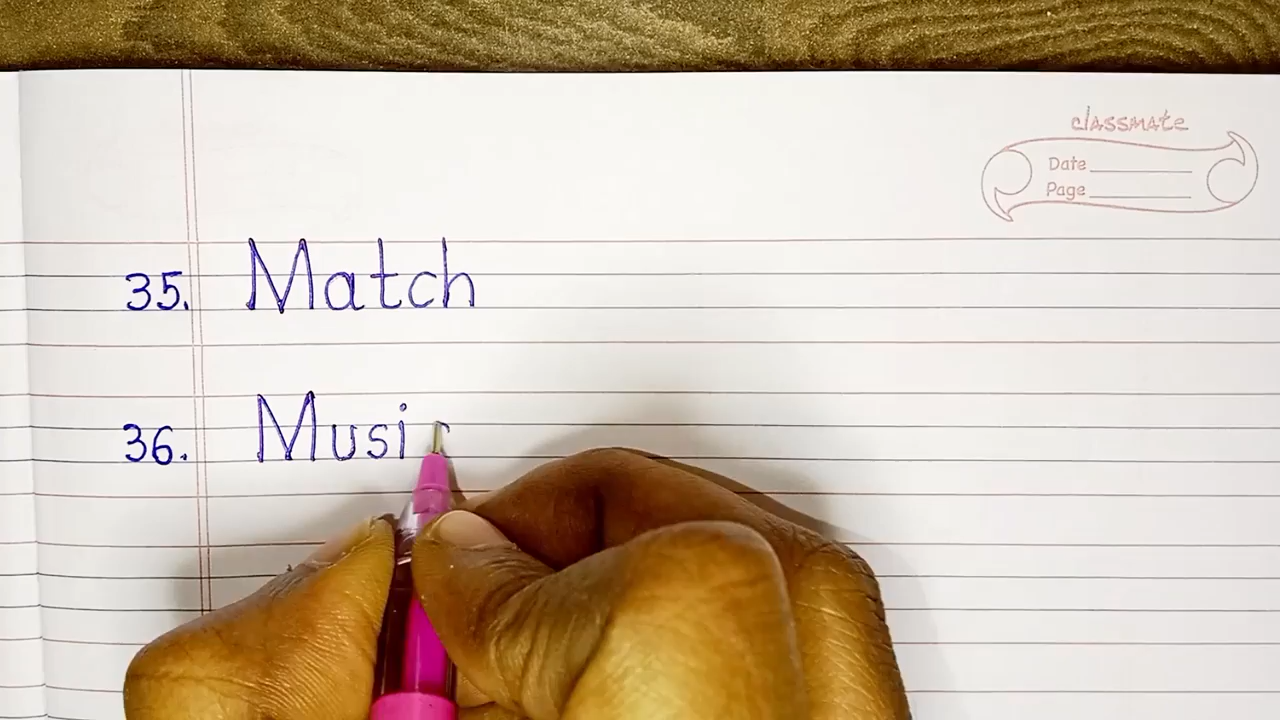 classmate
Date
Page
35. Match
36. Musi